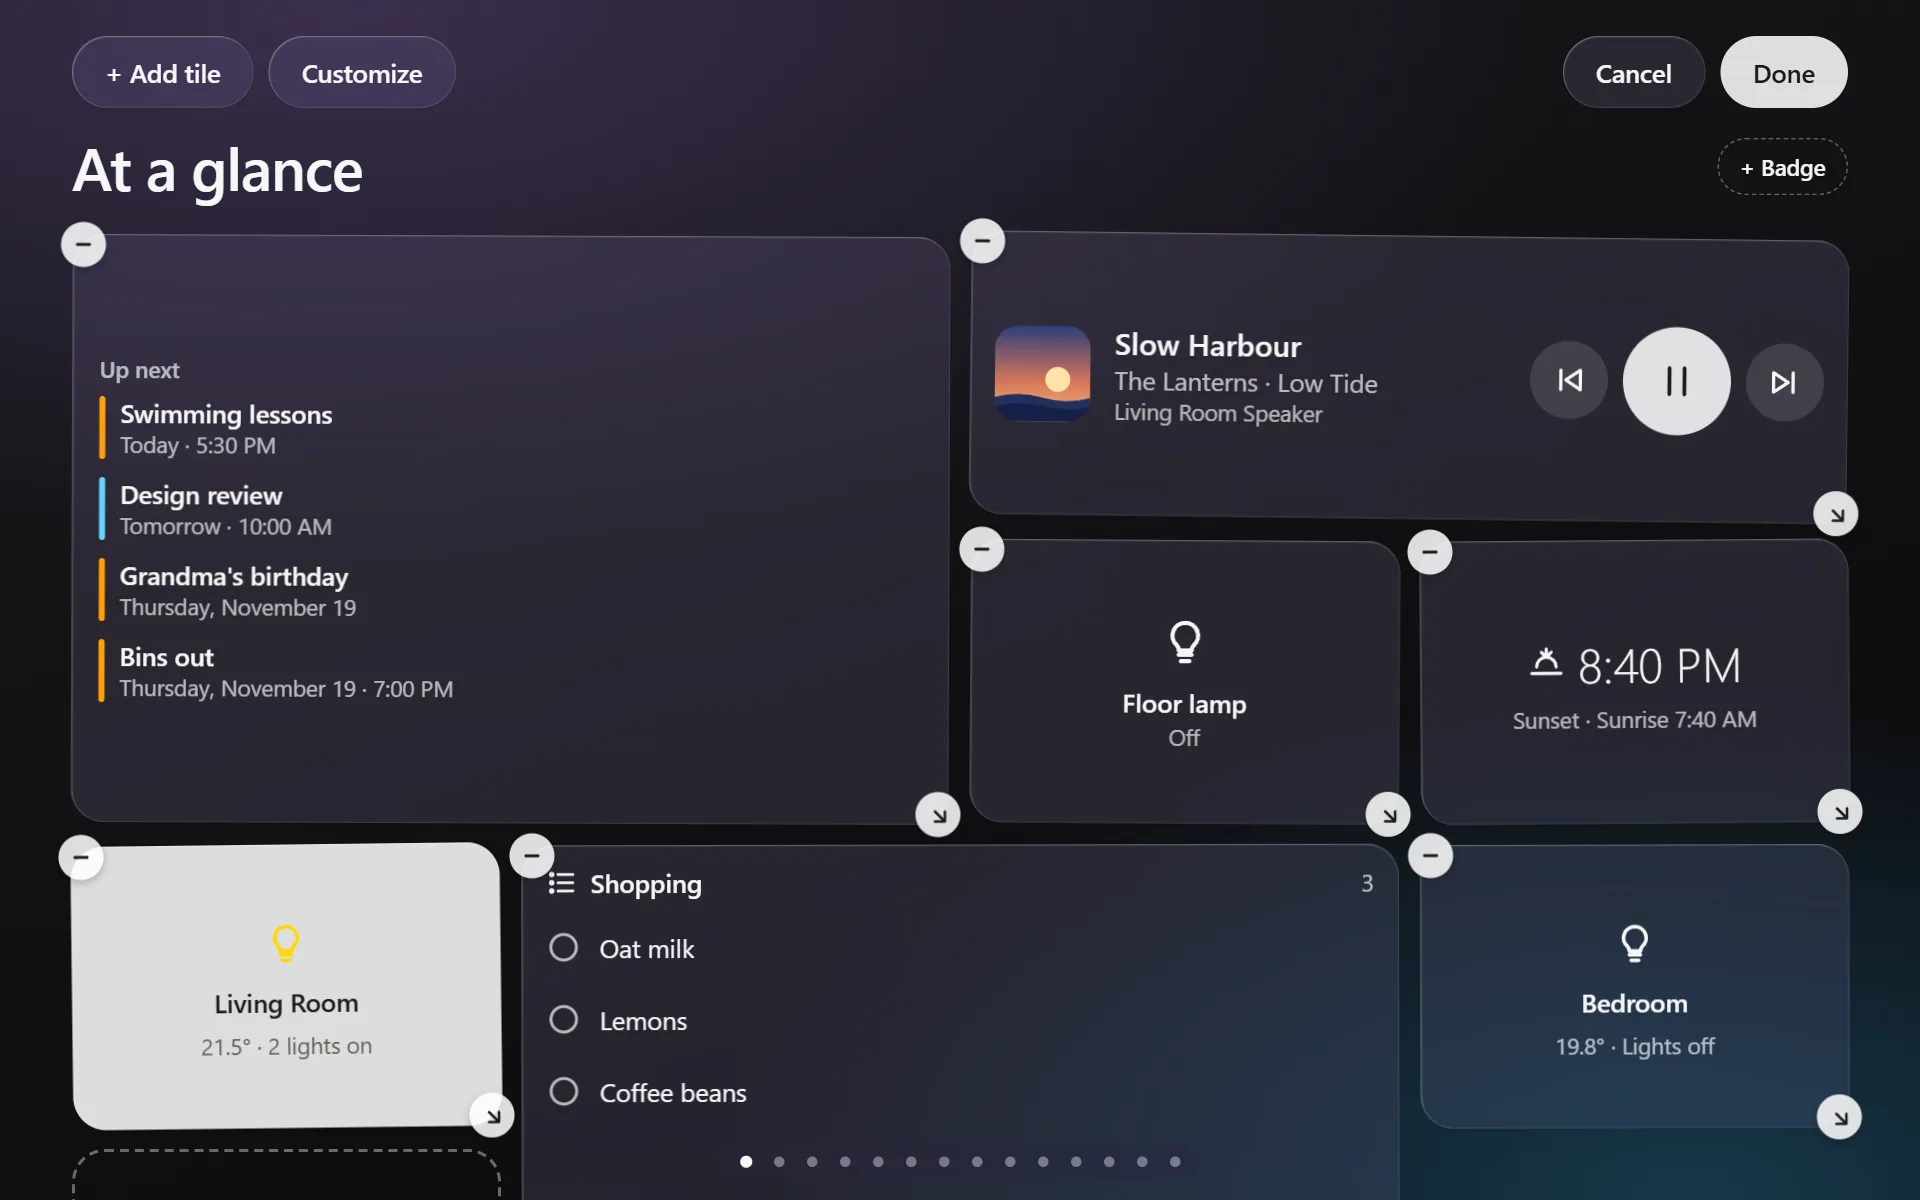 + Add tile
Customize
Cancel
Done
At a glance
+ Badge
Up next
Swimming lessons
Today · 5:30 PM
Design review
Tomorrow · 10:00 AM
Grandma's birthday
Thursday, November 19
Bins out
Thursday, November 19 · 7:00 PM
Slow Harbour
The Lanterns · Low Tide
Living Room Speaker
Floor lamp
Off
8:40 PM
Sunset · Sunrise 7:40 AM
Living Room
21.5° · 2 lights on
Shopping
3
Oat milk
Lemons
Coffee beans
Bedroom
19.8° · Lights off